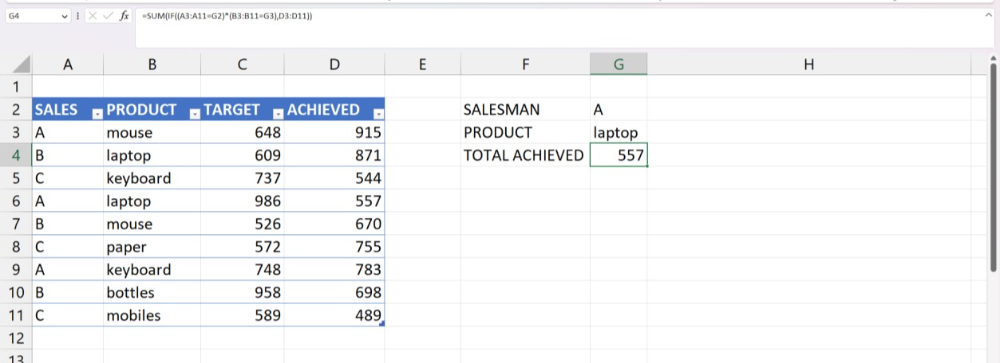 G4 fx =SUM(IF((A3:A11=G2)*(B3:B11=G3),D3:D11))
A B C D E F G H
1
2 SALES PRODUCT TARGET ACHIEVED SALESMAN A
3 A mouse 648 915 PRODUCT laptop
4 B laptop 609 871 TOTAL ACHIEVED 557
5 C keyboard 737 544
6 A laptop 986 557
7 B mouse 526 670
8 C paper 572 755
9 A keyboard 748 783
10 B bottles 958 698
11 C mobiles 589 489
12
13